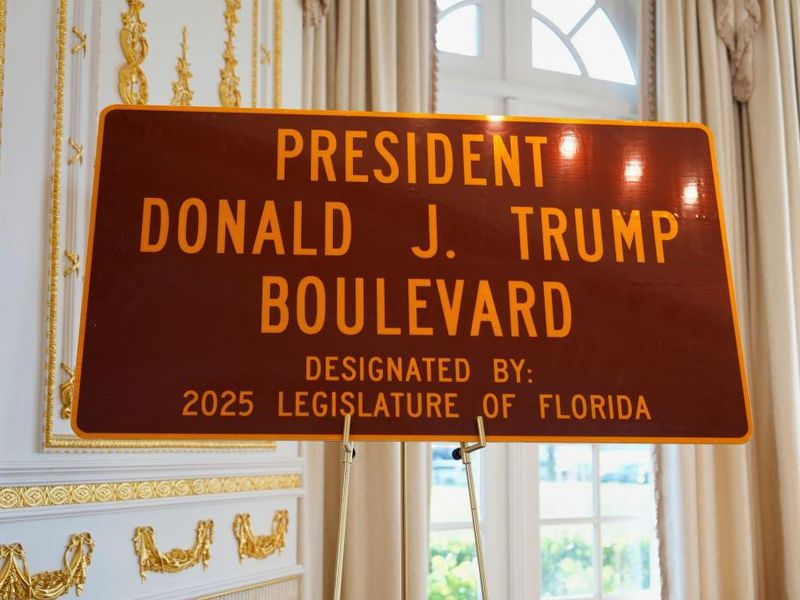 PRESIDENT
DONALD J. TRUMP
BOULEVARD
DESIGNATED BY:
2025 LEGISLATURE OF FLORIDA